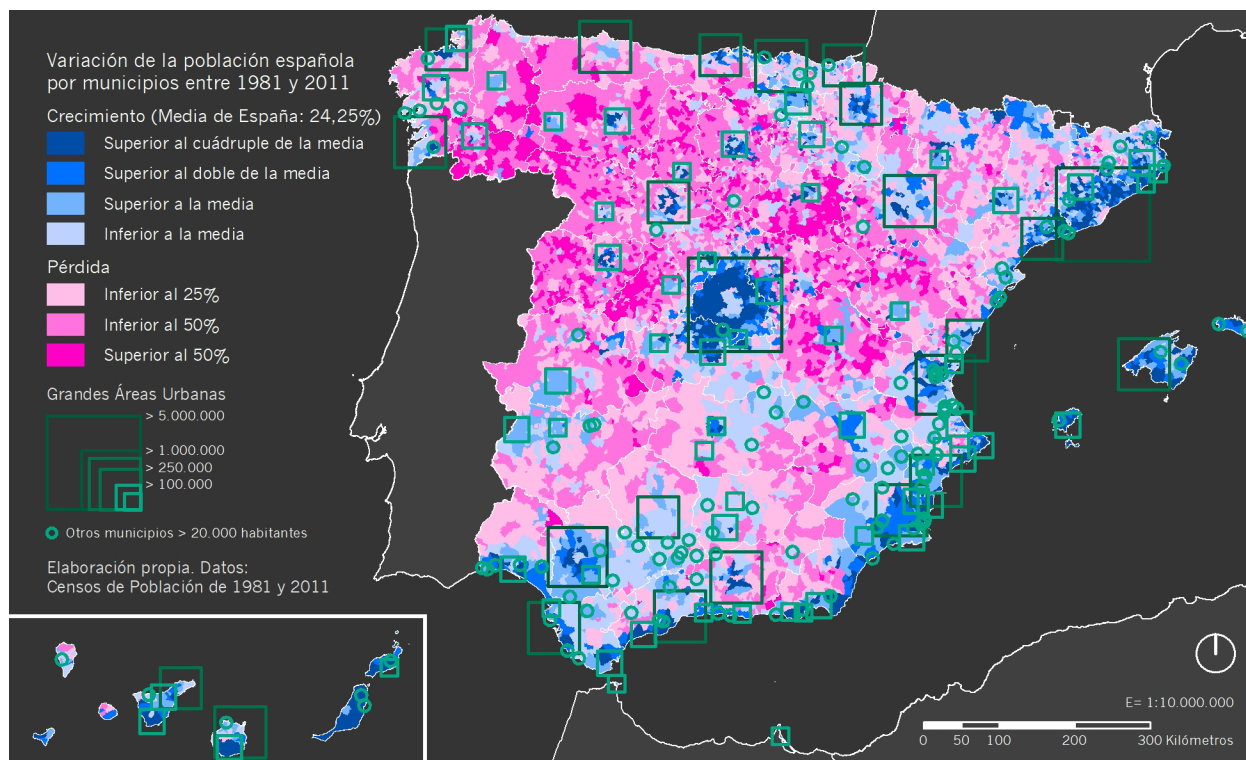 Variación de la población española
por municipios entre 1981 y 2011
Crecimiento (Media de España: 24,25%)
Superior al cuádruple de la media
Superior al doble de la media
Superior a la media
Inferior a la media
Pérdida
Inferior al 25%
Inferior al 50%
Superior al 50%
Grandes Áreas Urbanas
> 5.000.000
> 1.000.000
> 250.000
> 100.000
Otros municipios > 20.000 habitantes
Elaboración propia. Datos:
Censos de Población de 1981 y 2011
E= 1:10.000.000
0 50 100 200 300 Kilómetros